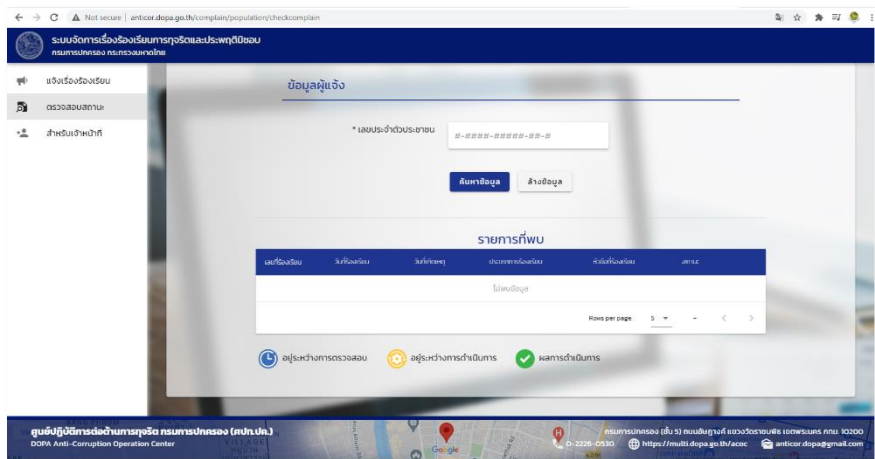 Not secure | anticor.dopa.go.th/complain/population/checkcomplain
ระบบจัดการเรื่องร้องเรียนการทุจริตและประพฤติมิชอบ
กรมการปกครอง กระทรวงมหาดไทย
แจ้งเรื่องร้องเรียน
ตรวจสอบสถานะ
สำหรับเจ้าหน้าที่
ข้อมูลผู้แจ้ง
* เลขประจำตัวประชาชน
#-####-#####-##-#
ค้นหาข้อมูล ล้างข้อมูล
รายการที่พบ
เลขที่ร้องเรียน วันที่ร้องเรียน วันที่เกิดเหตุ ประเภทการร้องเรียน หัวข้อที่ร้องเรียน สถานะ
ไม่พบข้อมูล
Rows per page: 5 -
อยู่ระหว่างการตรวจสอบ อยู่ระหว่างการดำเนินการ ผลการดำเนินการ
ศูนย์ปฏิบัติการต่อต้านการทุจริต กรมการปกครอง (ศปท.ปค.)
DOPA Anti-Corruption Operation Center
Google
กรมการปกครอง (ชั้น 5) ถนนอัษฎางค์ แขวงวัดราชบพิธ เขตพระนคร กทม. 10200
0-2226-0530 https://multi.dopa.go.th/acoc anticor.dopa@gmail.com